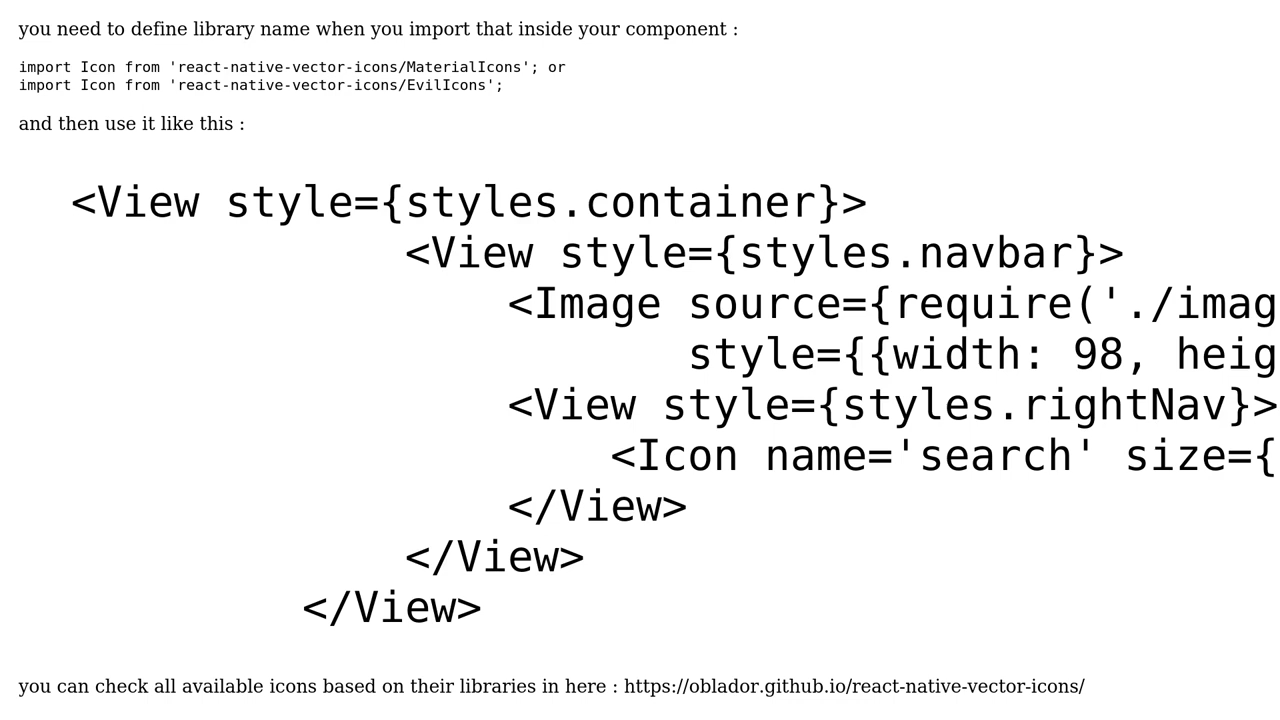 you need to define library name when you import that inside your component :
import Icon from 'react-native-vector-icons/MaterialIcons'; or
import Icon from 'react-native-vector-icons/EvilIcons';
and then use it like this :
<View style={styles.container}>
<View style={styles.navbar}>
<Image source={require('./imag
style={{width: 98, heig
<View style={styles.rightNav}>
<Icon name='search' size={
</View>
</View>
</View>
you can check all available icons based on their libraries in here : https://oblador.github.io/react-native-vector-icons/